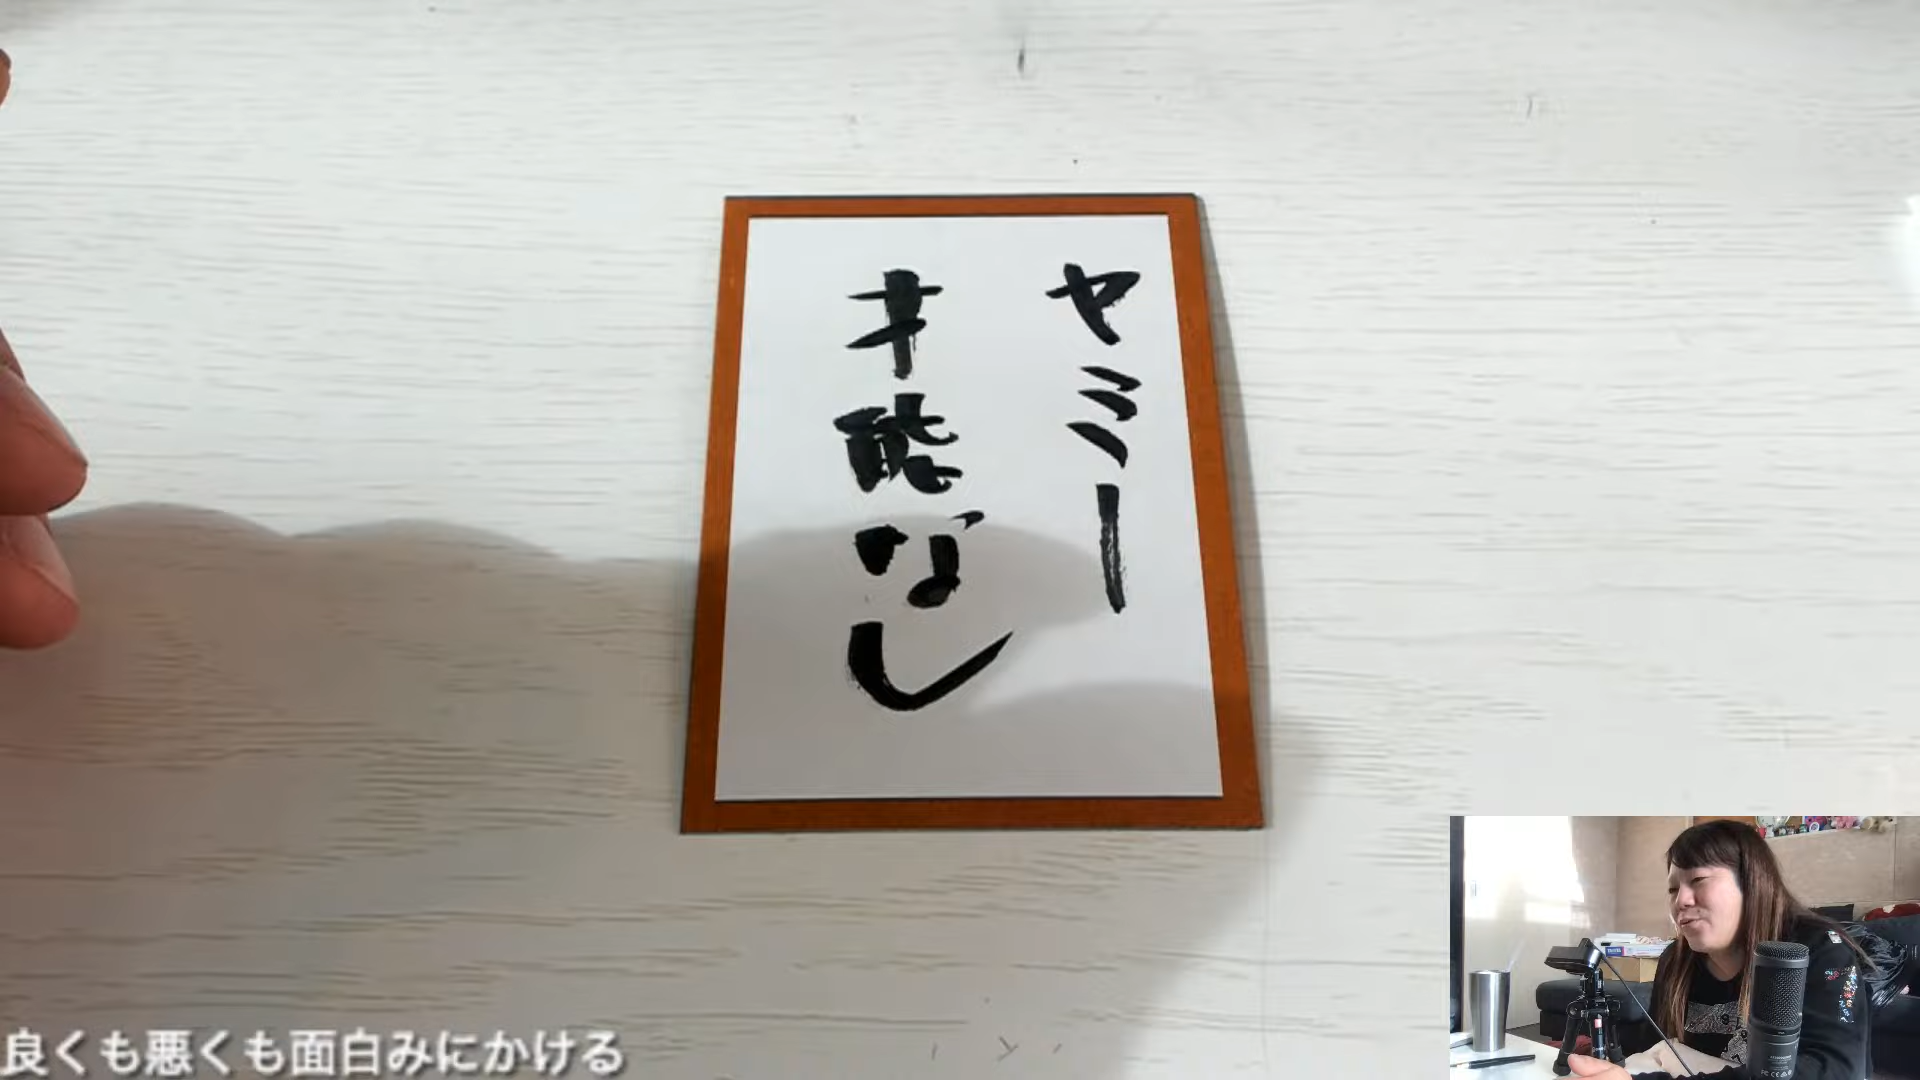 ヤミー
才能なし
良くも悪くも面白みにかける